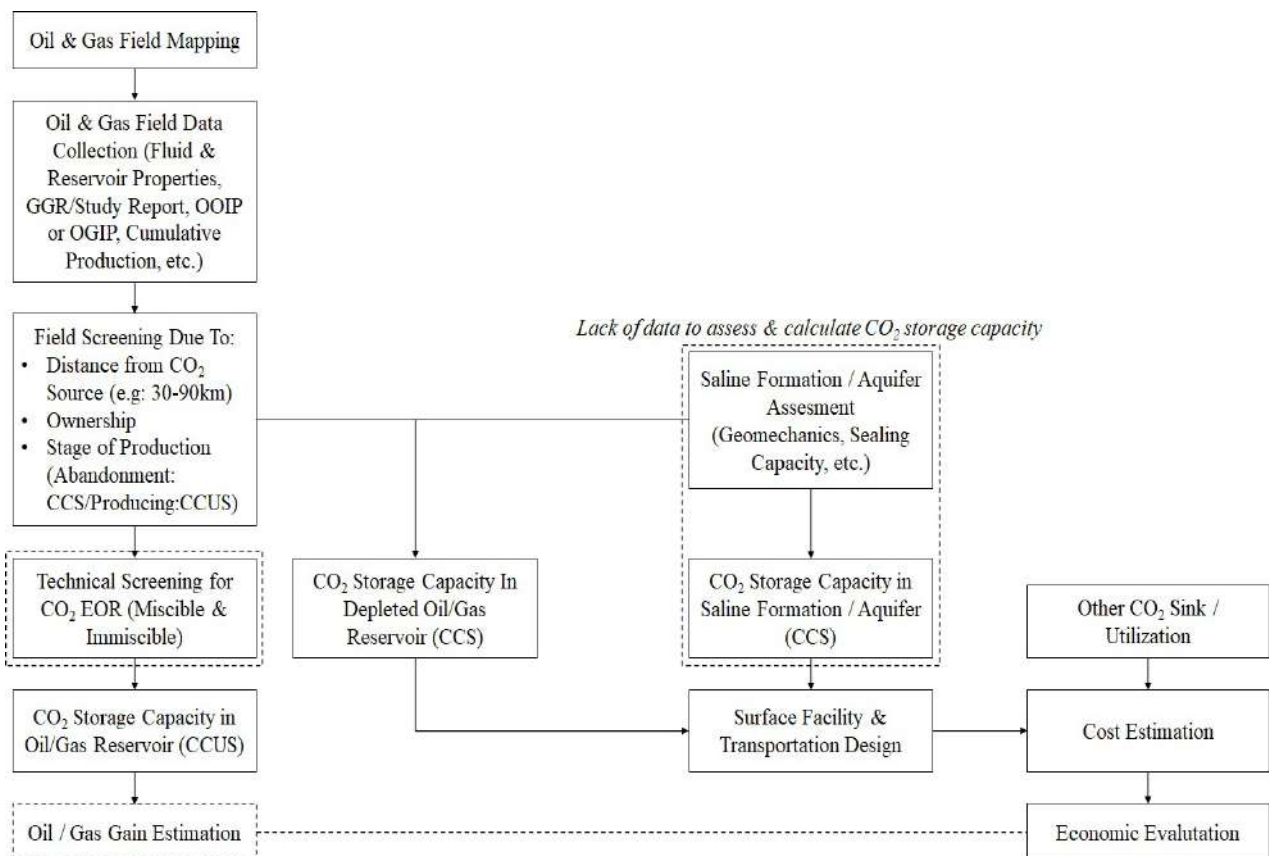 Oil & Gas Field Mapping
Oil & Gas Field Data
Collection (Fluid &
Reservoir Properties,
GGR/Study Report, OOIP
or OGIP, Cumulative
Production, etc.)
Field Screening Due To:
• Distance from CO₂
Source (e.g: 30-90km)
• Ownership
• Stage of Production
(Abandonment:
CCS/Producing:CCUS)
Lack of data to assess & calculate CO₂ storage capacity
Saline Formation / Aquifer
Assesment
(Geomechanics, Sealing
Capacity, etc.)
Technical Screening for
CO₂ EOR (Miscible &
Immiscible)
CO₂ Storage Capacity In
Depleted Oil/Gas
Reservoir (CCS)
CO₂ Storage Capacity in
Saline Formation / Aquifer
(CCS)
Other CO₂ Sink /
Utilization
CO₂ Storage Capacity in
Oil/Gas Reservoir (CCUS)
Surface Facility &
Transportation Design
Cost Estimation
Oil / Gas Gain Estimation
Economic Evalutation